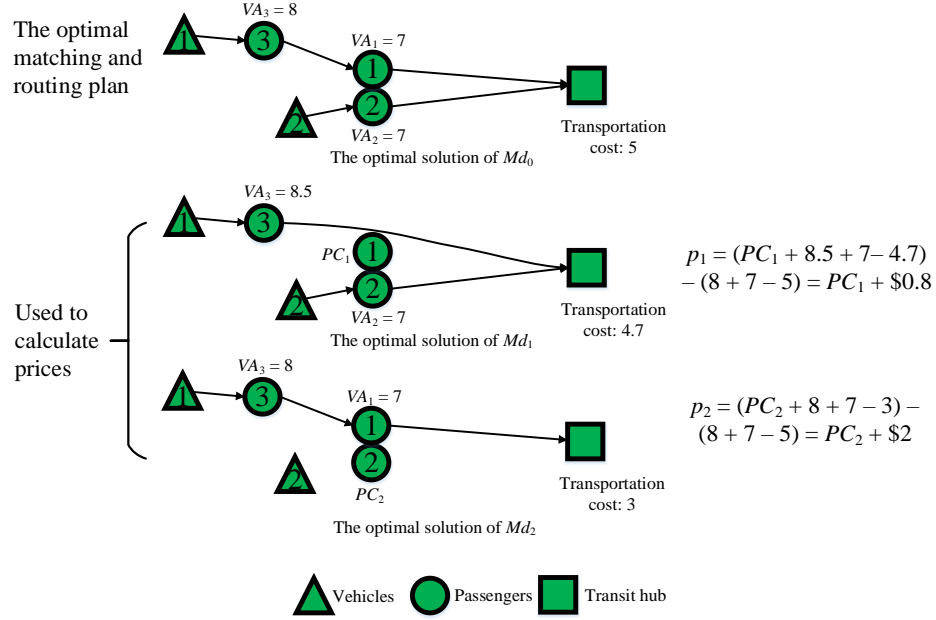 The optimal
matching and
routing plan
1
VA₃ = 8
3
VA₁ = 7
1
2
2
VA₂ = 7
Transportation
cost: 5
The optimal solution of Md₀
Used to
calculate
prices
1
VA₃ = 8.5
3
PC₁
1
2
2
VA₂ = 7
Transportation
cost: 4.7
The optimal solution of Md₁
p₁ = (PC₁ + 8.5 + 7– 4.7)
– (8 + 7 – 5) = PC₁ + $0.8
1
VA₃ = 8
3
VA₁ = 7
1
2
2
PC₂
Transportation
cost: 3
The optimal solution of Md₂
p₂ = (PC₂ + 8 + 7 – 3) –
(8 + 7 – 5) = PC₂ + $2
Vehicles
Passengers
Transit hub